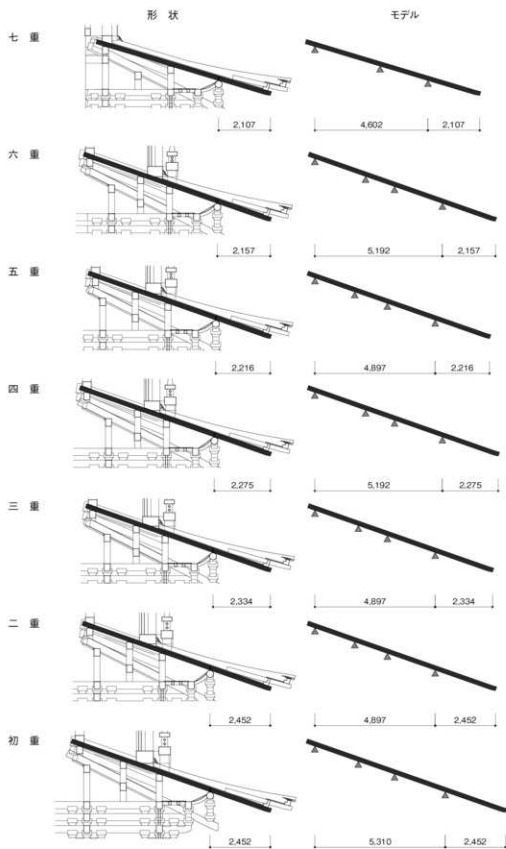 形 状 モデル
七 重
2,107 4,602 2,107
六 重
2,157 5,192 2,157
五 重
2,216 4,897 2,216
四 重
2,275 5,192 2,275
三 重
2,334 4,897 2,334
二 重
2,452 4,897 2,452
初 重
2,452 5,310 2,452